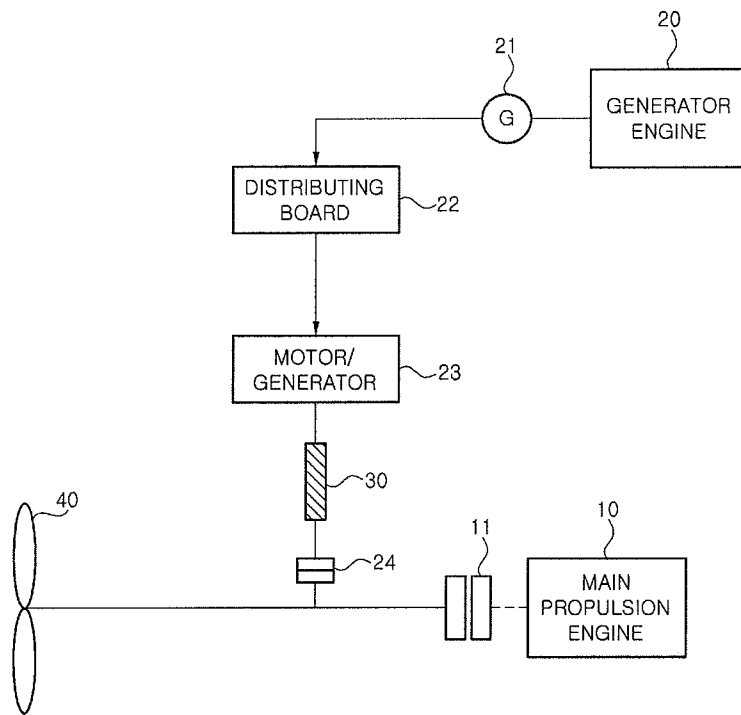 20
21
G
GENERATOR
ENGINE
DISTRIBUTING
BOARD
22
MOTOR/
GENERATOR
23
30
40
24
11
10
MAIN
PROPULSION
ENGINE